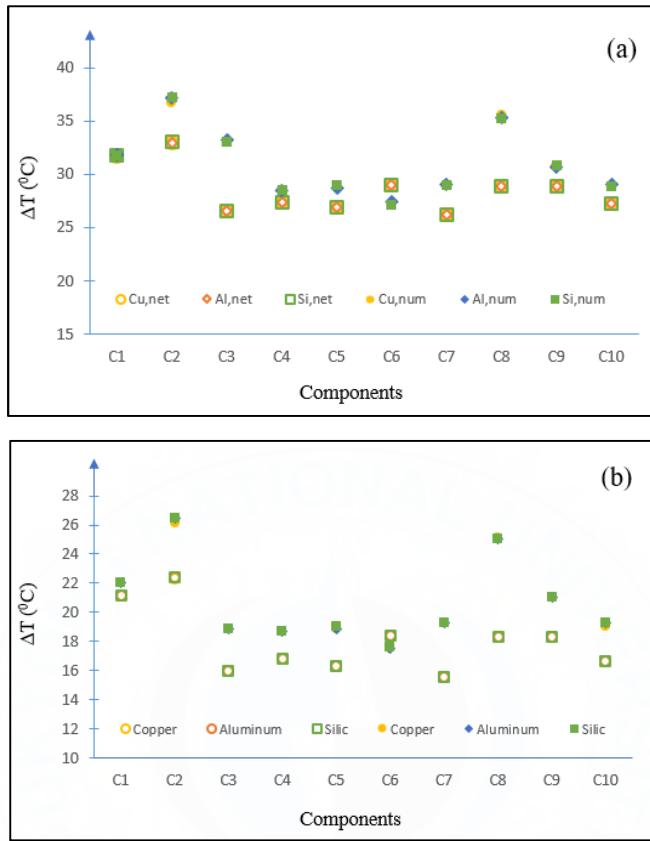 (a)
40
35
30
25
20
15
ΔT (⁰C)
Cu,net Al,net Si,net Cu,num Al,num Si,num
C1 C2 C3 C4 C5 C6 C7 C8 C9 C10
Components
(b)
28
26
24
22
20
18
16
14
12
10
ΔT (⁰C)
Copper Aluminum Silic Copper Aluminum Silic
C1 C2 C3 C4 C5 C6 C7 C8 C9 C10
Components